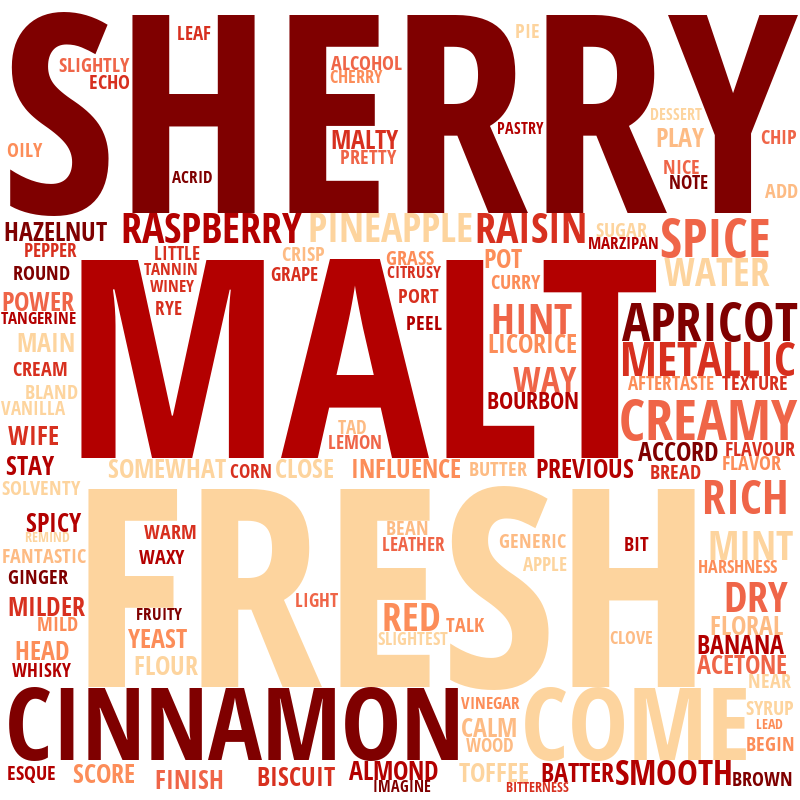 SHERRY
LEAF
PIE
SLIGHTLY
ECHO
ALCOHOL
CHERRY
DESSERT
PASTRY
MALTY
PLAY
CHIP
OILY
PRETTY
NICE
ACRID
NOTE
ADD
HAZELNUT
RASPBERRY
PINEAPPLE
RAISIN
SUGAR
SPICE
MARZIPAN
PEPPER
LITTLE
CRISP
GRASS
POT
WATER
ROUND
TANNIN
GRAPE
CITRUSY
CURRY
WINEY
POWER
RYE
PORT
TANGERINE
PEEL
HINT
APRICOT
MALT
MAIN
LICORICE
METALLIC
CREAM
WAY
AFTERTASTE
TEXTURE
BLAND
BOURBON
VANILLA
CREAMY
WIFE
TAD
LEMON
ACCORD
FLAVOUR
STAY
SOMEWHAT
CORN
CLOSE
INFLUENCE
BUTTER
PREVIOUS
BREAD
FLAVOR
SOLVENTY
RICH
FRESH
SPICY
WARM
BEAN
REMIND
LEATHER
GENERIC
BIT
MINT
FANTASTIC
WAXY
APPLE
HARSHNESS
GINGER
MILDER
FRUITY
LIGHT
RED
DRY
MILD
TALK
FLORAL
YEAST
SLIGHTEST
CLOVE
BANANA
HEAD
FLOUR
ACETONE
WHISKY
NEAR
CINNAMON
VINEGAR
COME
SYRUP
CALM
LEAD
WOOD
BEGIN
ESQUE
SCORE
FINISH
BISCUIT
ALMOND
TOFFEE
BATTER
SMOOTH
BROWN
IMAGINE
BITTERNESS